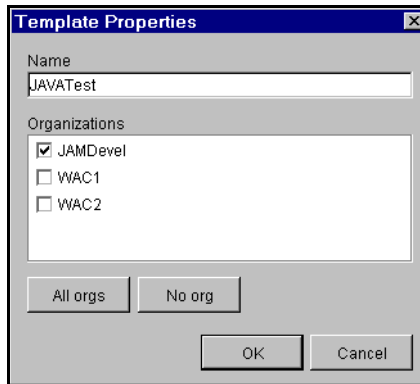 Template Properties
Name
JAVATest
Organizations
JAMDevel
WAC1
WAC2
All orgs No org
OK Cancel